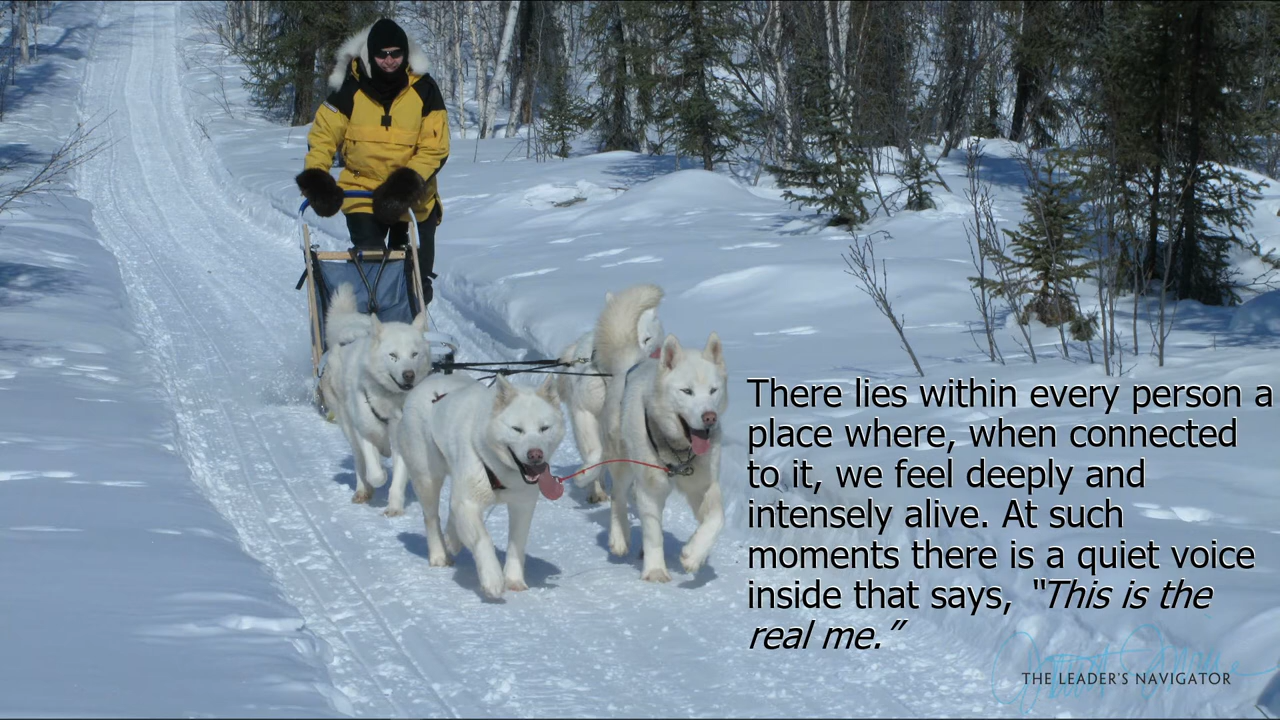 There lies within every person a
place where, when connected
to it, we feel deeply and
intensely alive. At such
moments there is a quiet voice
inside that says, “This is the
real me.”
THE LEADER'S NAVIGATOR